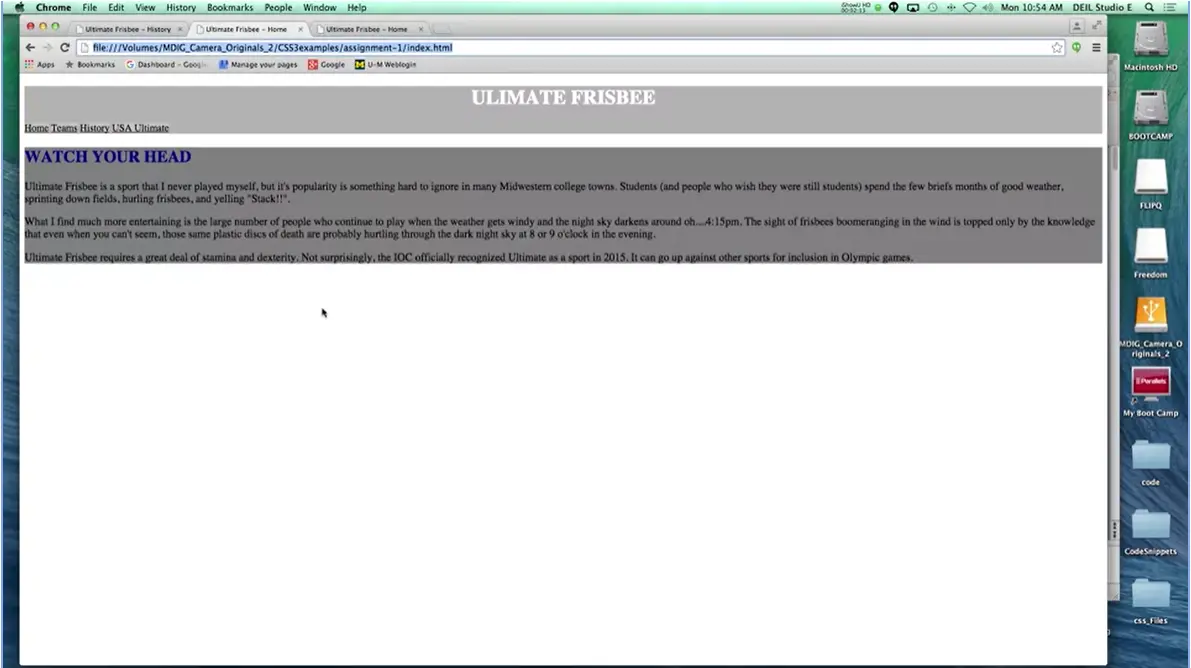 Chrome File Edit View History Bookmarks People Window Help
Mon 10:54 AM DEIL Studio E
Ultimate Frisbee - History
Ultimate Frisbee - Home
Ultimate Frisbee - Home
file:///Volumes/MDIG_Camera_Originals_2/CSS3examples/assignment-1/index.html
Apps Bookmarks Dashboard - Googl Manage your pages Google U-M Weblogin
ULIMATE FRISBEE
Home Teams History USA Ultimate
WATCH YOUR HEAD
Ultimate Frisbee is a sport that I never played myself, but it's popularity is something hard to ignore in many Midwestern college towns. Students (and people who wish they were still students) spend the few briefs months of good weather,
sprinting down fields, hurling frisbees, and yelling "Stack!!".
What I find much more entertaining is the large number of people who continue to play when the weather gets windy and the night sky darkens around oh....4:15pm. The sight of frisbees boomeranging in the wind is topped only by the knowledge
that even when you can't seem, those same plastic discs of death are probably hurtling through the dark night sky at 8 or 9 o'clock in the evening.
Ultimate Frisbee requires a great deal of stamina and dexterity. Not surprisingly, the IOC officially recognized Ultimate as a sport in 2015. It can go up against other sports for inclusion in Olympic games.
Macintosh HD
BOOTCAMP
FLIPQ
Freedom
MDIG_Camera_O
riginals_2
Parallels
My Boot Camp
code
CodeSnippets
css_Files